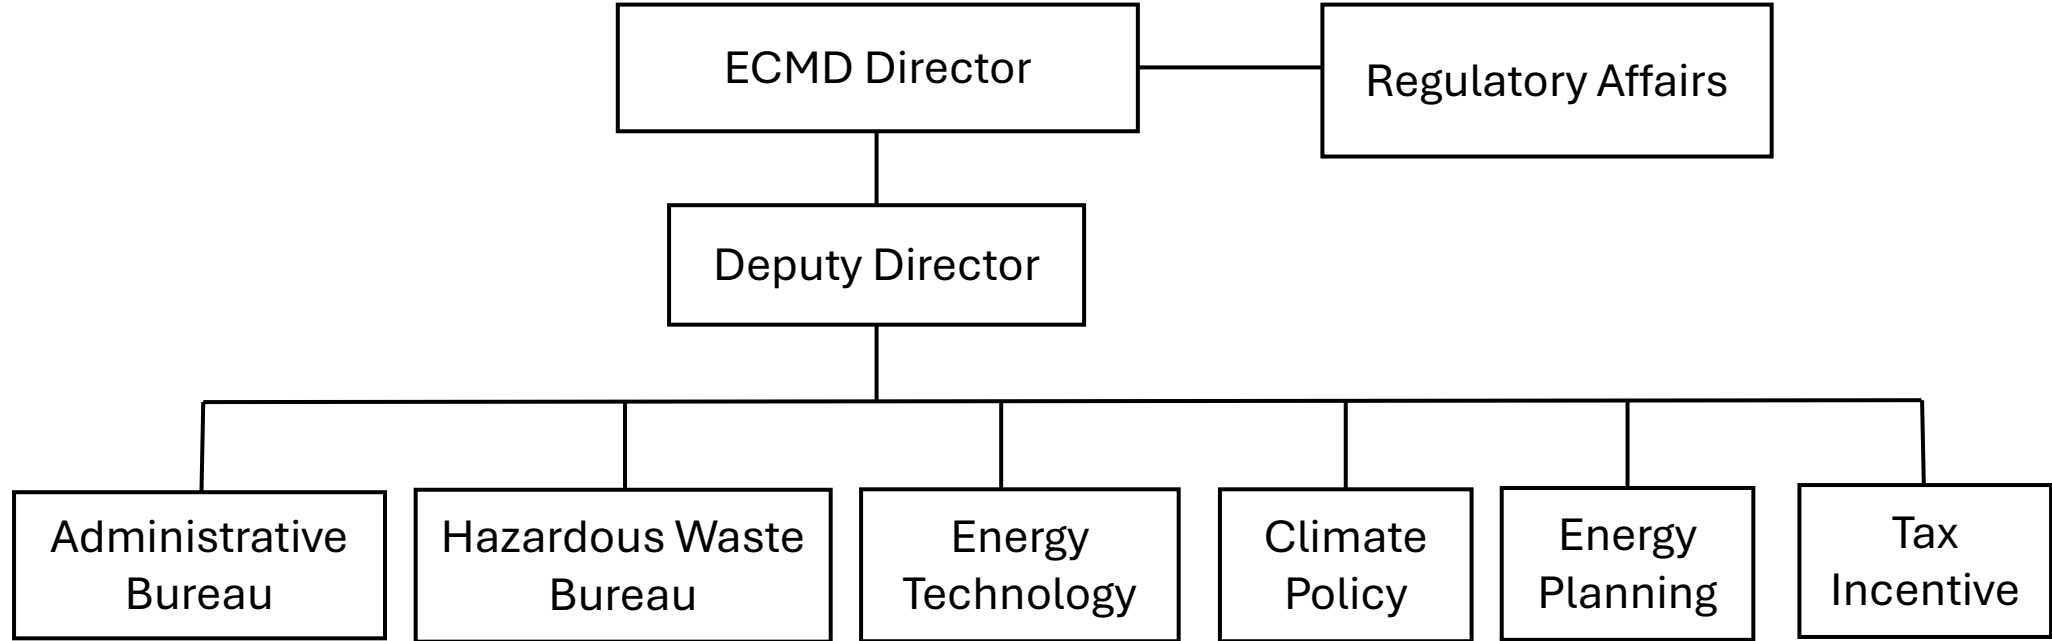 ECMD Director
Regulatory Affairs
Deputy Director
Administrative
Bureau
Hazardous Waste
Bureau
Energy
Technology
Climate
Policy
Energy
Planning
Tax
Incentive